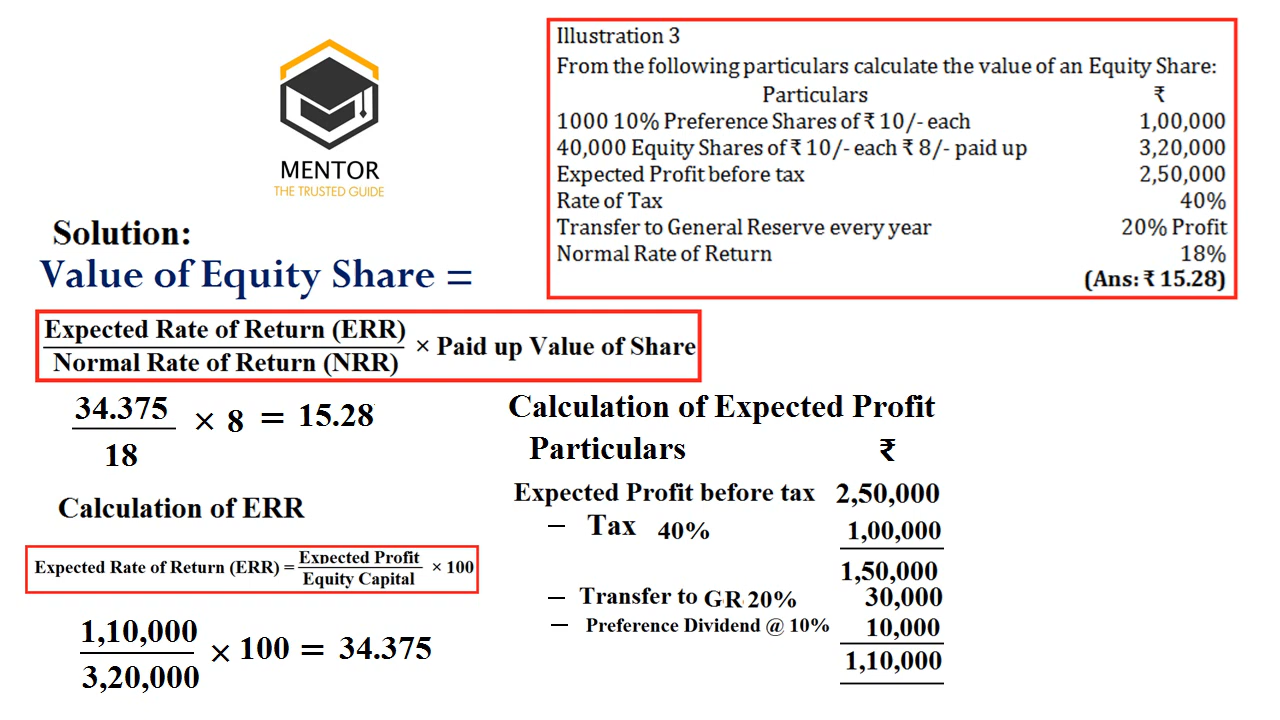 MENTOR
THE TRUSTED GUIDE
Illustration 3
From the following particulars calculate the value of an Equity Share:
Particulars ₹
1000 10% Preference Shares of ₹ 10/- each 1,00,000
40,000 Equity Shares of ₹ 10/- each ₹ 8/- paid up 3,20,000
Expected Profit before tax 2,50,000
Rate of Tax 40%
Transfer to General Reserve every year 20% Profit
Normal Rate of Return 18%
(Ans: ₹ 15.28)
Solution:
Value of Equity Share =
Expected Rate of Return (ERR)
Normal Rate of Return (NRR)
× Paid up Value of Share
34.375
18
× 8 = 15.28
Calculation of ERR
Expected Rate of Return (ERR) =
Expected Profit
Equity Capital
× 100
1,10,000
3,20,000
× 100 = 34.375
Calculation of Expected Profit
Particulars ₹
Expected Profit before tax 2,50,000
– Tax 40% 1,00,000
1,50,000
– Transfer to GR 20% 30,000
– Preference Dividend @ 10% 10,000
1,10,000